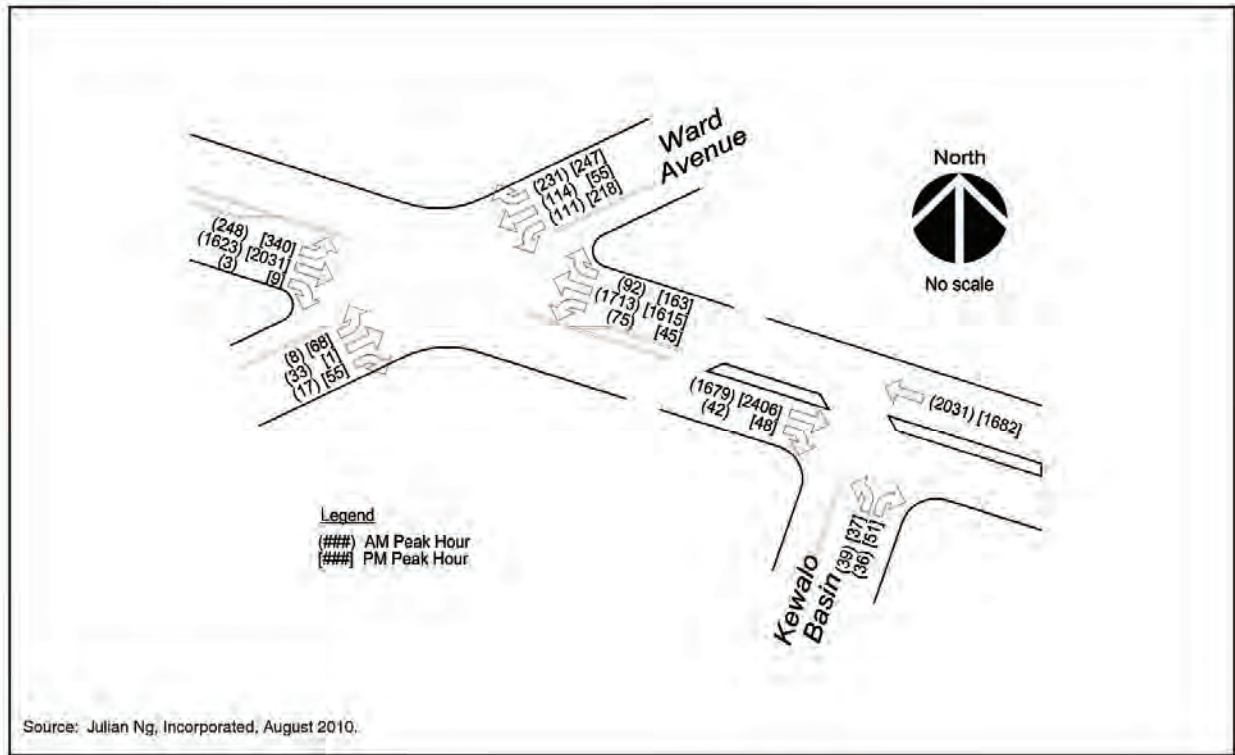 Ward
Avenue
(231) [247]
(114) [55]
(111) [218]
North
No scale
(248) [340]
(1623) [2031]
(3) [9]
(92) [163]
(1713) [1615]
(75) [45]
(8) [68]
(33) [1]
(17) [55]
(1679) [2406]
(42) [48]
(2031) [1682]
Legend
(###) AM Peak Hour
[###] PM Peak Hour
Kewalo
Basin
(39) [37]
(36) [51]
Source: Julian Ng, Incorporated, August 2010.